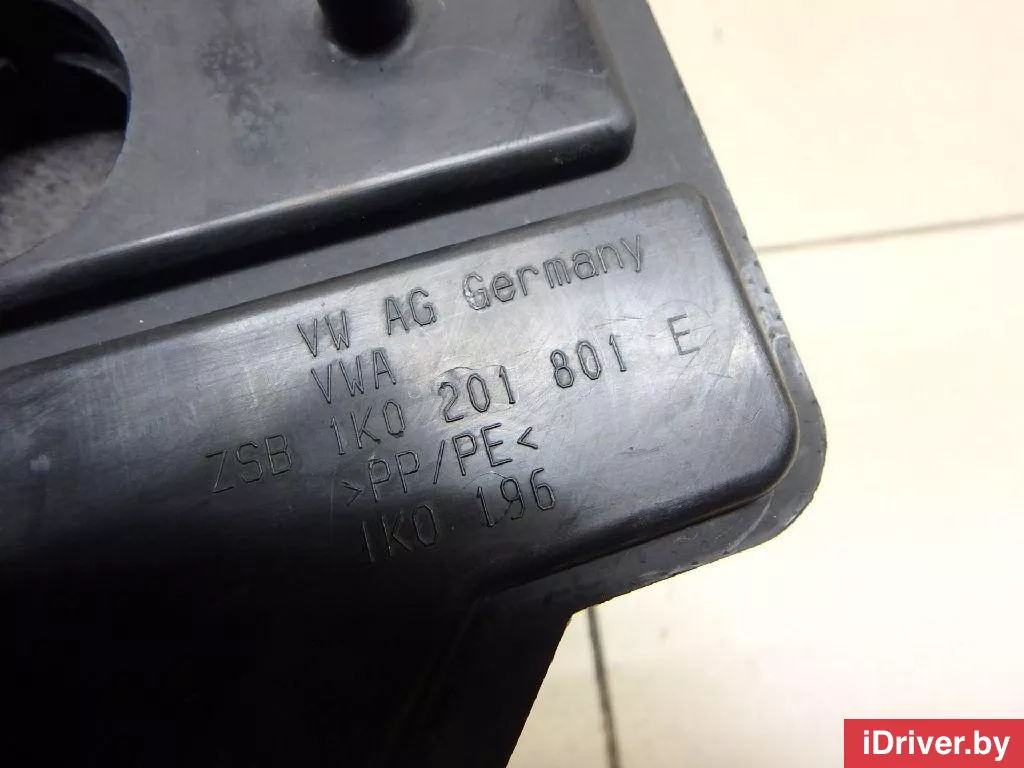 VW AG Germany
VWA
ZSB 1K0 201 801 E
>PP/PE<
1K0 196
iDriver.by